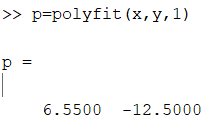 >> p=polyfit(x,y,1)
p =
6.5500 -12.5000